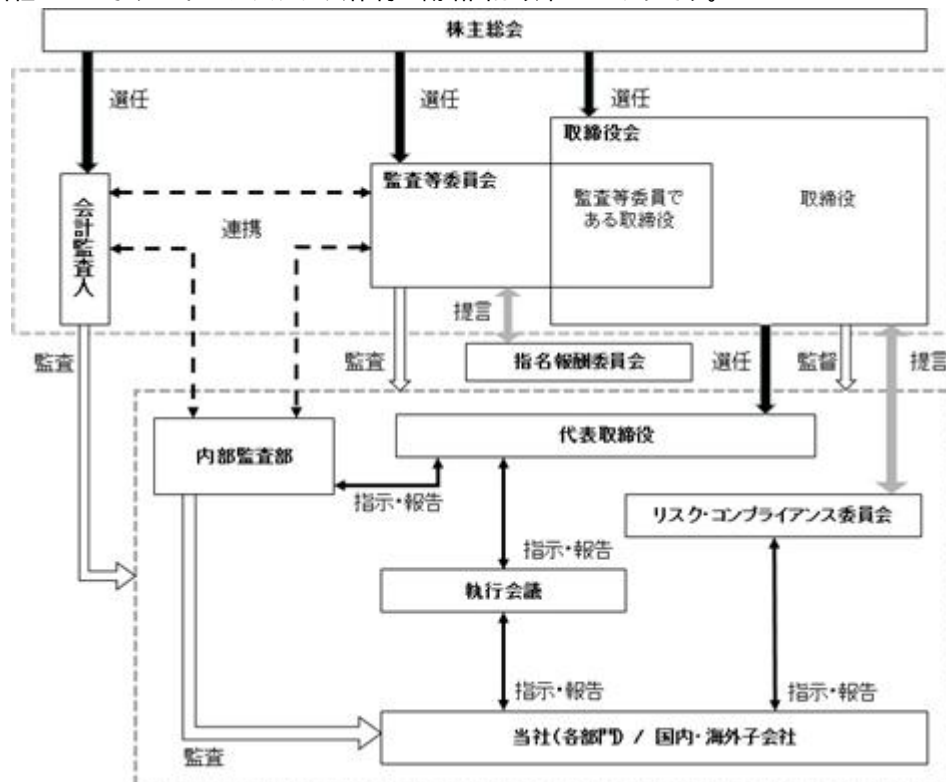 株主総会
選任
選任
選任
取締役会
監査等委員会
監査等委員で
ある取締役
取締役
会計監査人
連携
提言
監査
監査
指名報酬委員会
選任
監督
提言
代表取締役
内部監査部
指示・報告
リスク・コンプライアンス委員会
指示・報告
執行会議
指示・報告
指示・報告
当社(各部門) / 国内・海外子会社
監査